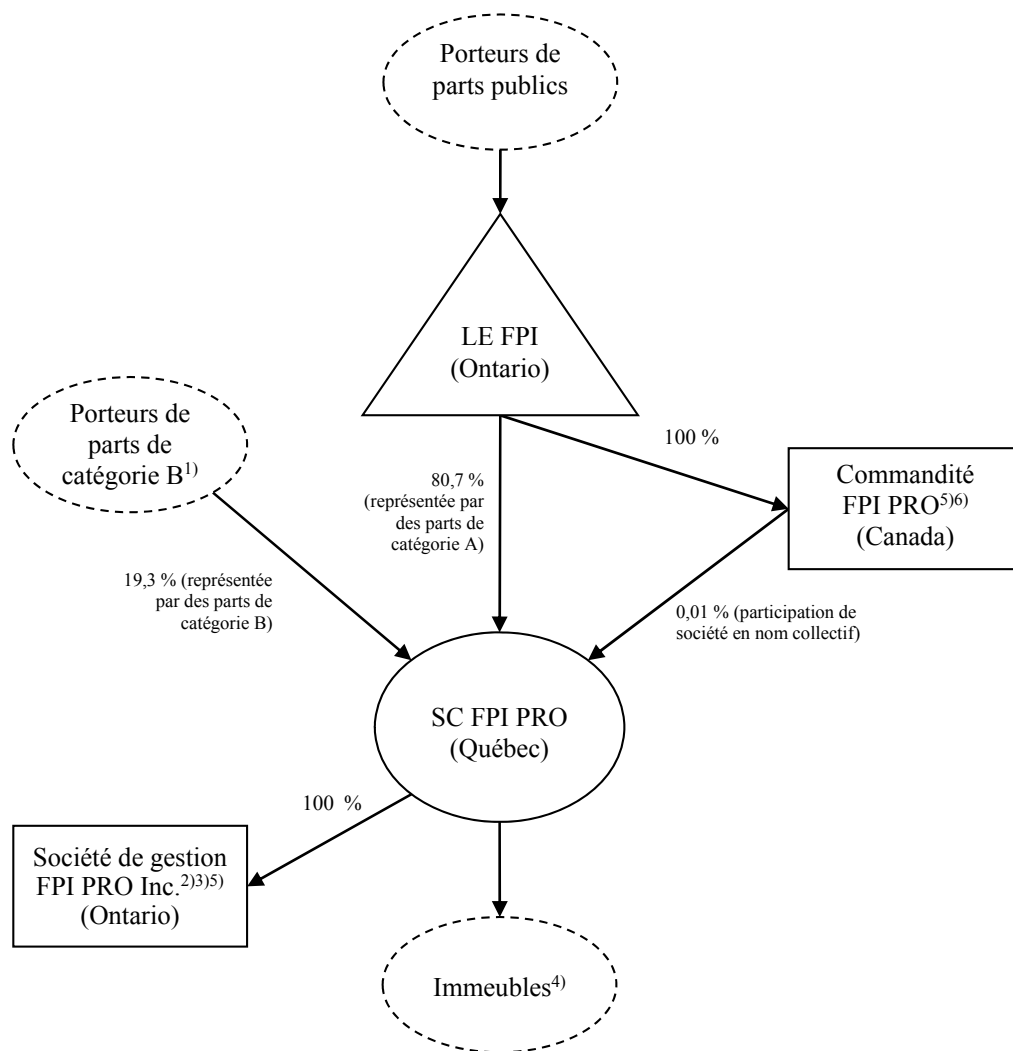 Porteurs de
parts publics
LE FPI
(Ontario)
Porteurs de
parts de
catégorie B1)
100 %
80,7 %
(représentée par
des parts de
catégorie A)
Commandité
FPI PRO5)6)
(Canada)
19,3 % (représentée
par des parts de
catégorie B)
0,01 % (participation de
société en nom collectif)
SC FPI PRO
(Québec)
100 %
Société de gestion
FPI PRO Inc.2)3)5)
(Ontario)
Immeubles4)